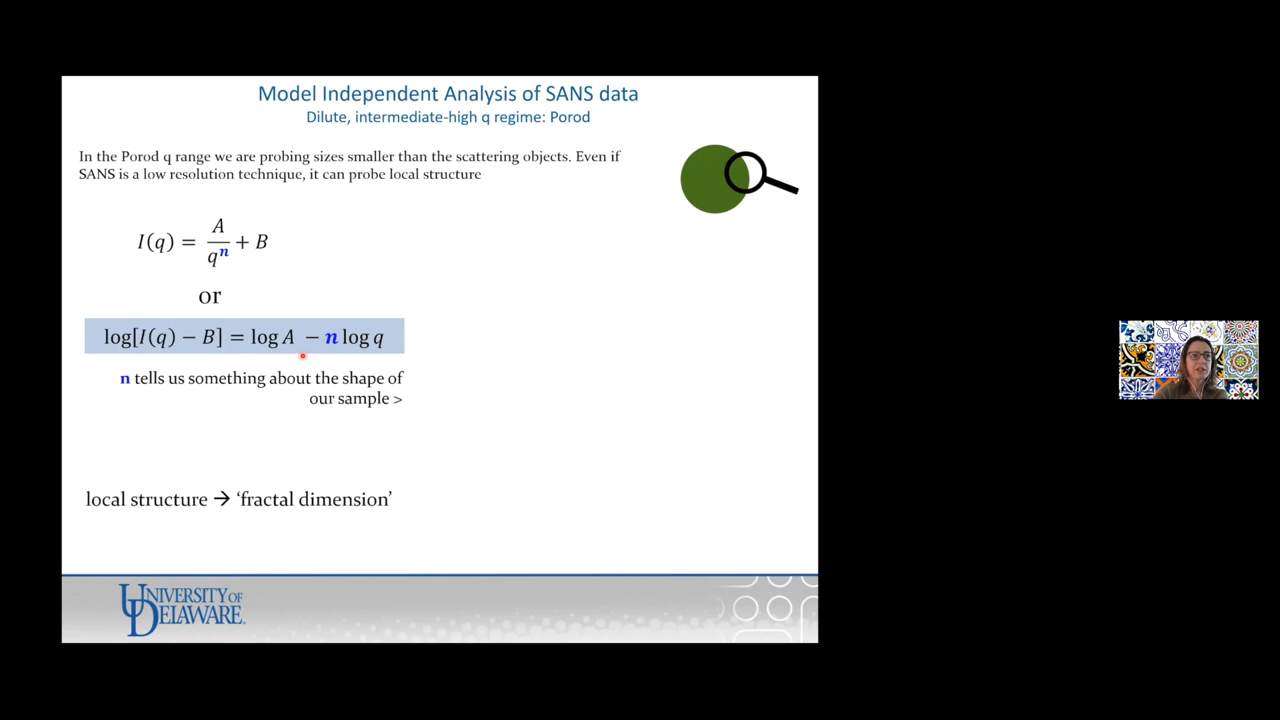 Model Independent Analysis of SANS data
Dilute, intermediate-high q regime: Porod
In the Porod q range we are probing sizes smaller than the scattering objects. Even if
SANS is a low resolution technique, it can probe local structure
I(q) = A/q^n + B
or
log[I(q) − B] = log A − n log q
n tells us something about the shape of
our sample >
local structure → ‘fractal dimension’
UNIVERSITY OF
DELAWARE.